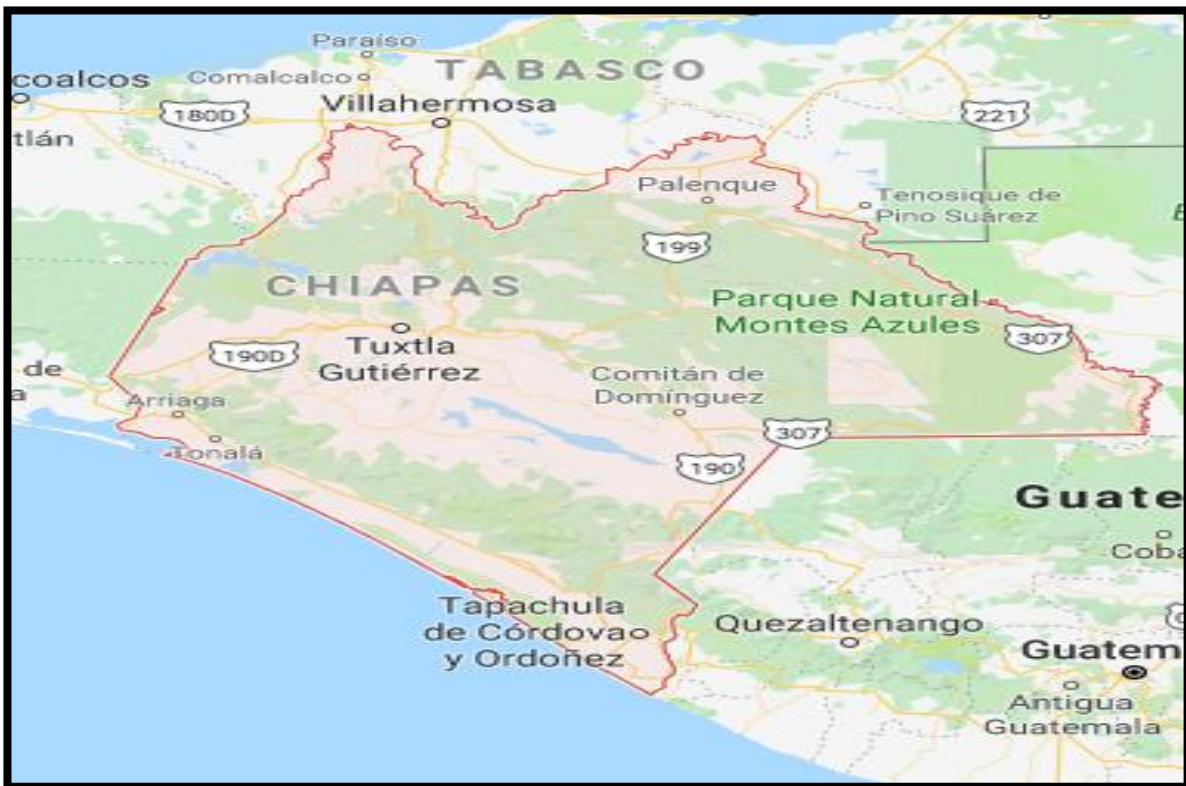 Paraíso
coalcos
Comalcalco
TABASCO
180D
Villahermosa
221
tlán
Palenque
Tenosique de
Pino Suárez
199
CHIAPAS
Parque Natural
Montes Azules
307
190D
Tuxtla
Gutiérrez
de
a
Arriaga
Comitán de
Domínguez
Tonalá
307
190
Guate
Coba
Tapachula
de Córdova
y Ordoñez
Quezaltenango
Guatem
Antigua
Guatemala